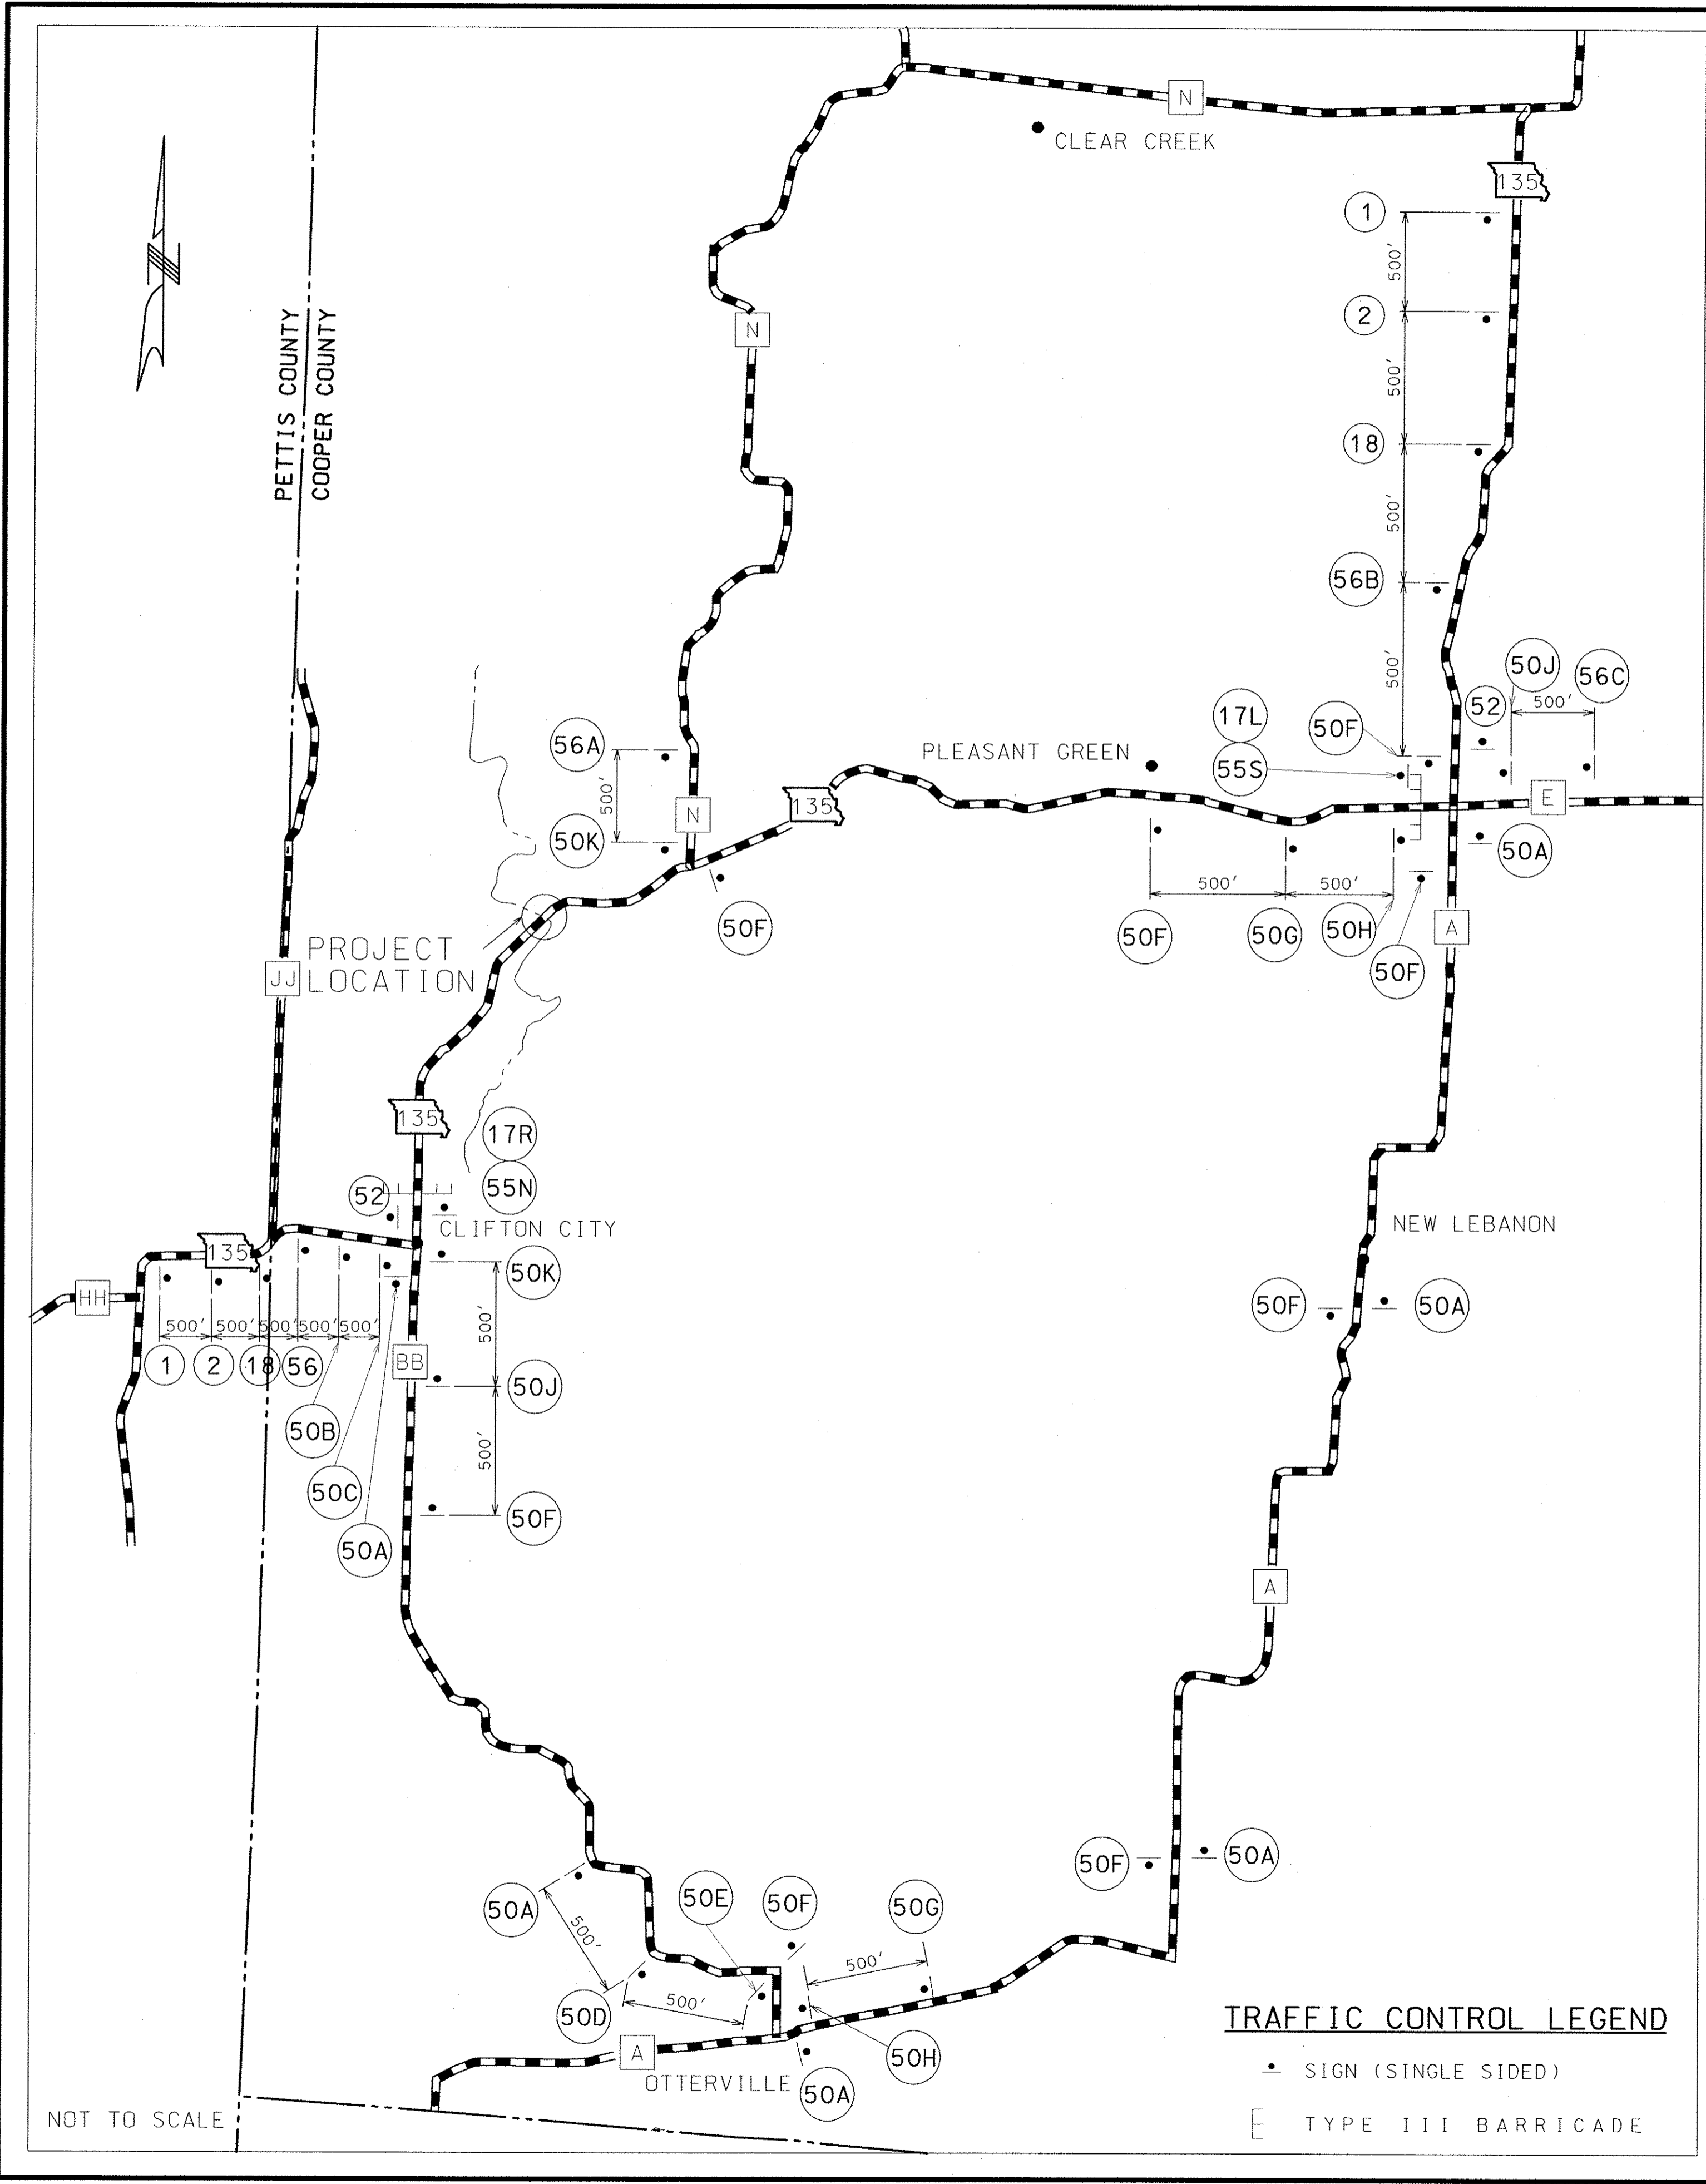 N
CLEAR CREEK
135
N
1
500'
2
PETTIS COUNTY
COOPER COUNTY
N
500'
18
500'
56B
500'
50J
56C
52
500'
17L
50F
56A
PLEASANT GREEN
55S
500'
N
135
E
50K
50A
50F
500'
500'
50F
50G
50H
A
50F
PROJECT
LOCATION
JJ
135
17R
52
55N
CLIFTON CITY
NEW LEBANON
135
50K
HH
50F
50A
500'
500'
500'
500'
500'
500'
1
2
18
56
BB
50J
50B
500'
50C
50F
50A
A
50F
50A
50A
50E
50F
50G
500'
500'
50D
500'
A
50H
OTTERVILLE
50A
TRAFFIC CONTROL LEGEND
SIGN (SINGLE SIDED)
TYPE III BARRICADE
NOT TO SCALE